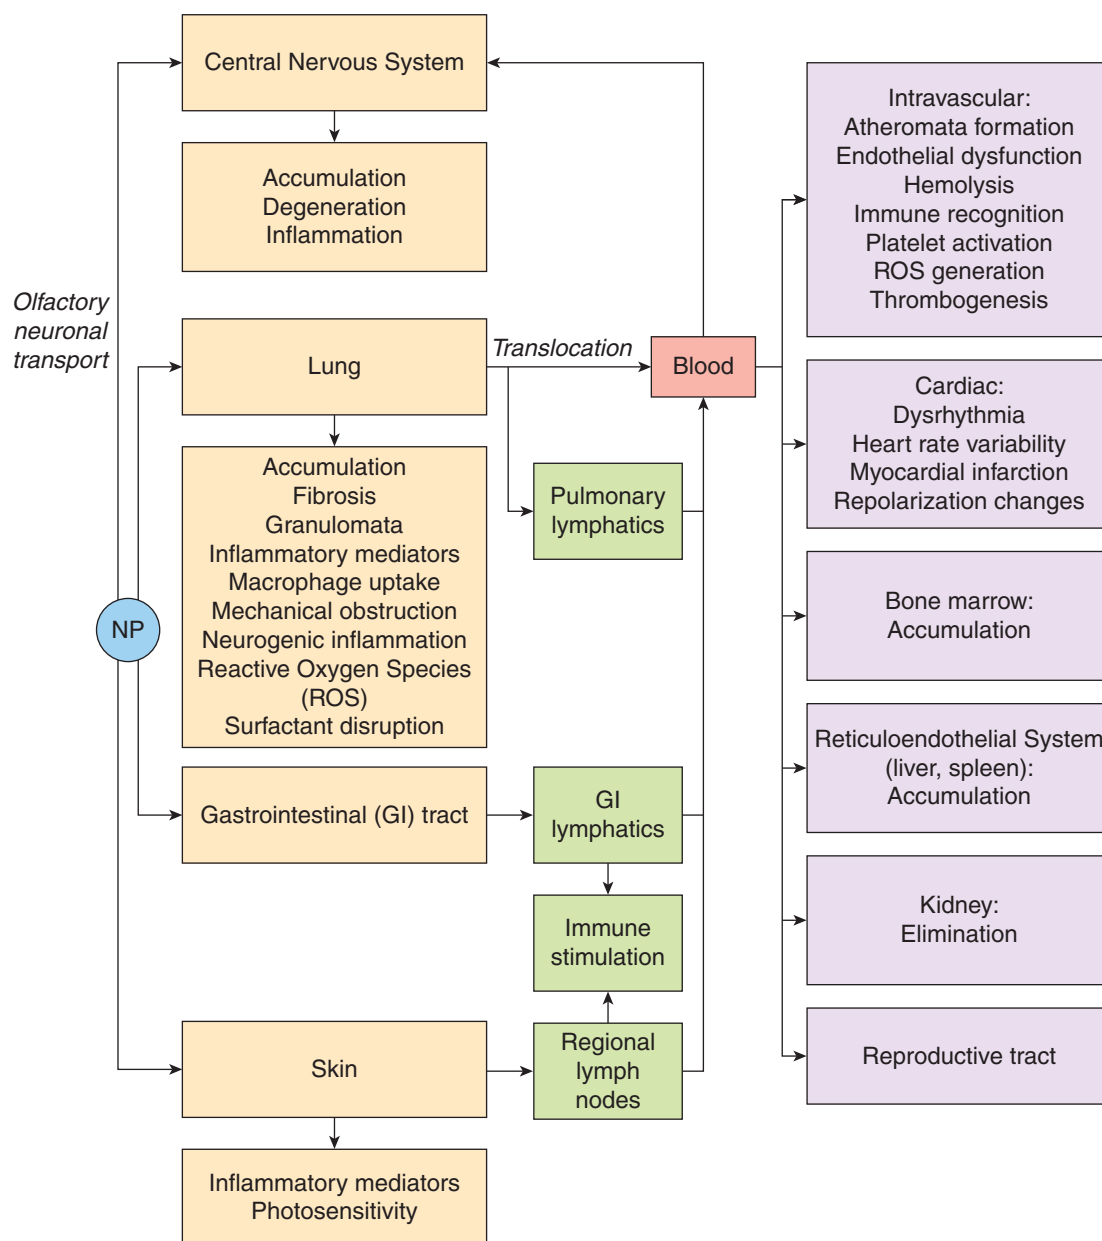 Central Nervous System
Accumulation
Degeneration
Inflammation
Olfactory
neuronal
transport
Lung
Translocation
Blood
Accumulation
Fibrosis
Granulomata
Inflammatory mediators
Macrophage uptake
Mechanical obstruction
Neurogenic inflammation
Reactive Oxygen Species
(ROS)
Surfactant disruption
Pulmonary
lymphatics
NP
Gastrointestinal (GI) tract
GI
lymphatics
Immune
stimulation
Skin
Regional
lymph
nodes
Inflammatory mediators
Photosensitivity
Intravascular:
Atheromata formation
Endothelial dysfunction
Hemolysis
Immune recognition
Platelet activation
ROS generation
Thrombogenesis
Cardiac:
Dysrhythmia
Heart rate variability
Myocardial infarction
Repolarization changes
Bone marrow:
Accumulation
Reticuloendothelial System
(liver, spleen):
Accumulation
Kidney:
Elimination
Reproductive tract